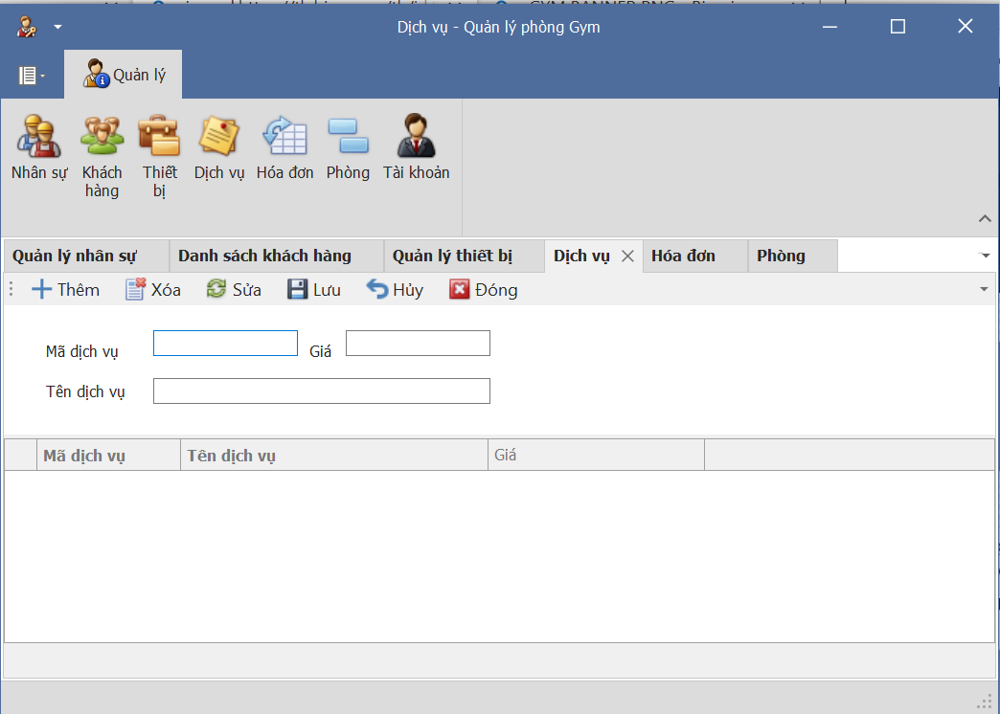 Dịch vụ - Quản lý phòng Gym
Quản lý
Nhân sự
Khách hàng
Thiết bị
Dịch vụ
Hóa đơn
Phòng
Tài khoản
Quản lý nhân sự
Danh sách khách hàng
Quản lý thiết bị
Dịch vụ
Hóa đơn
Phòng
Thêm
Xóa
Sửa
Lưu
Hủy
Đóng
Mã dịch vụ
Giá
Tên dịch vụ
Mã dịch vụ
Tên dịch vụ
Giá